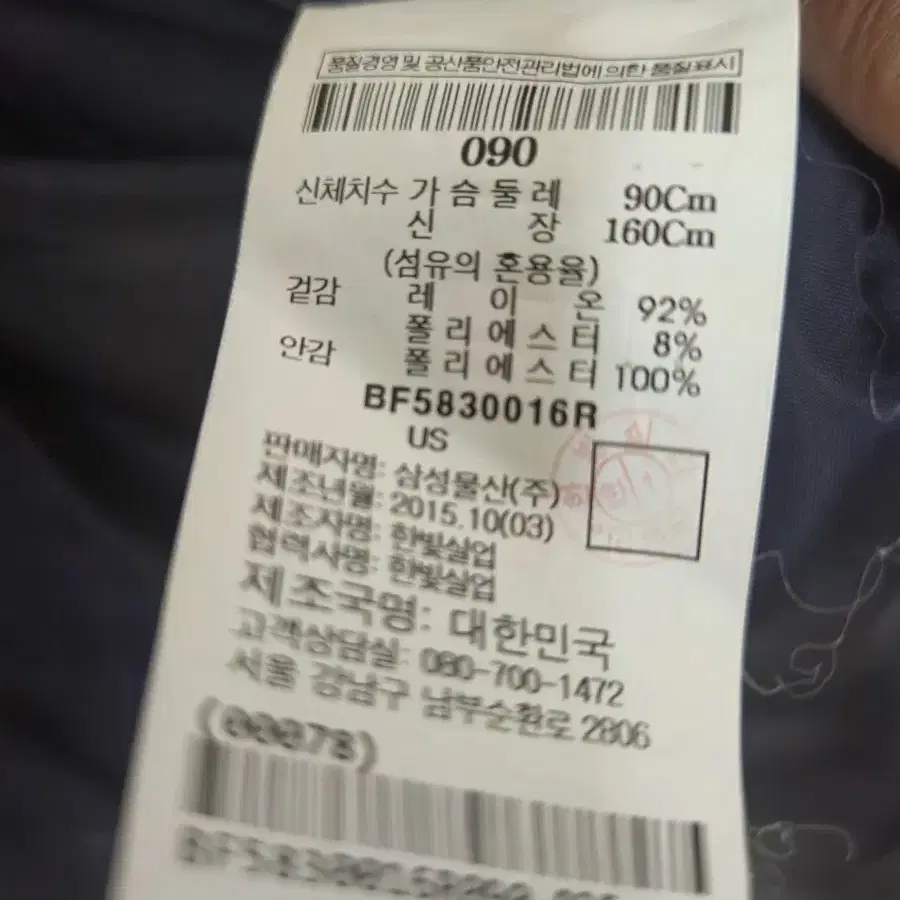 품질경영 및 공산품안전관리법에 의한 품질표시
090
신체치수 가슴둘레 90Cm
신장 160Cm
(섬유의 혼용율)
겉감 레이온 92%
폴리에스터 8%
안감 폴리에스터 100%
BF5830016R
US
판매자명: 삼성물산(주)
제조년월: 2015.10(03)
제조자명: 한빛실업
협력사명: 한빛실업
제조국명: 대한민국
고객상담실: 080-700-1472
서울 강남구 남부순환로 2806
(00078)